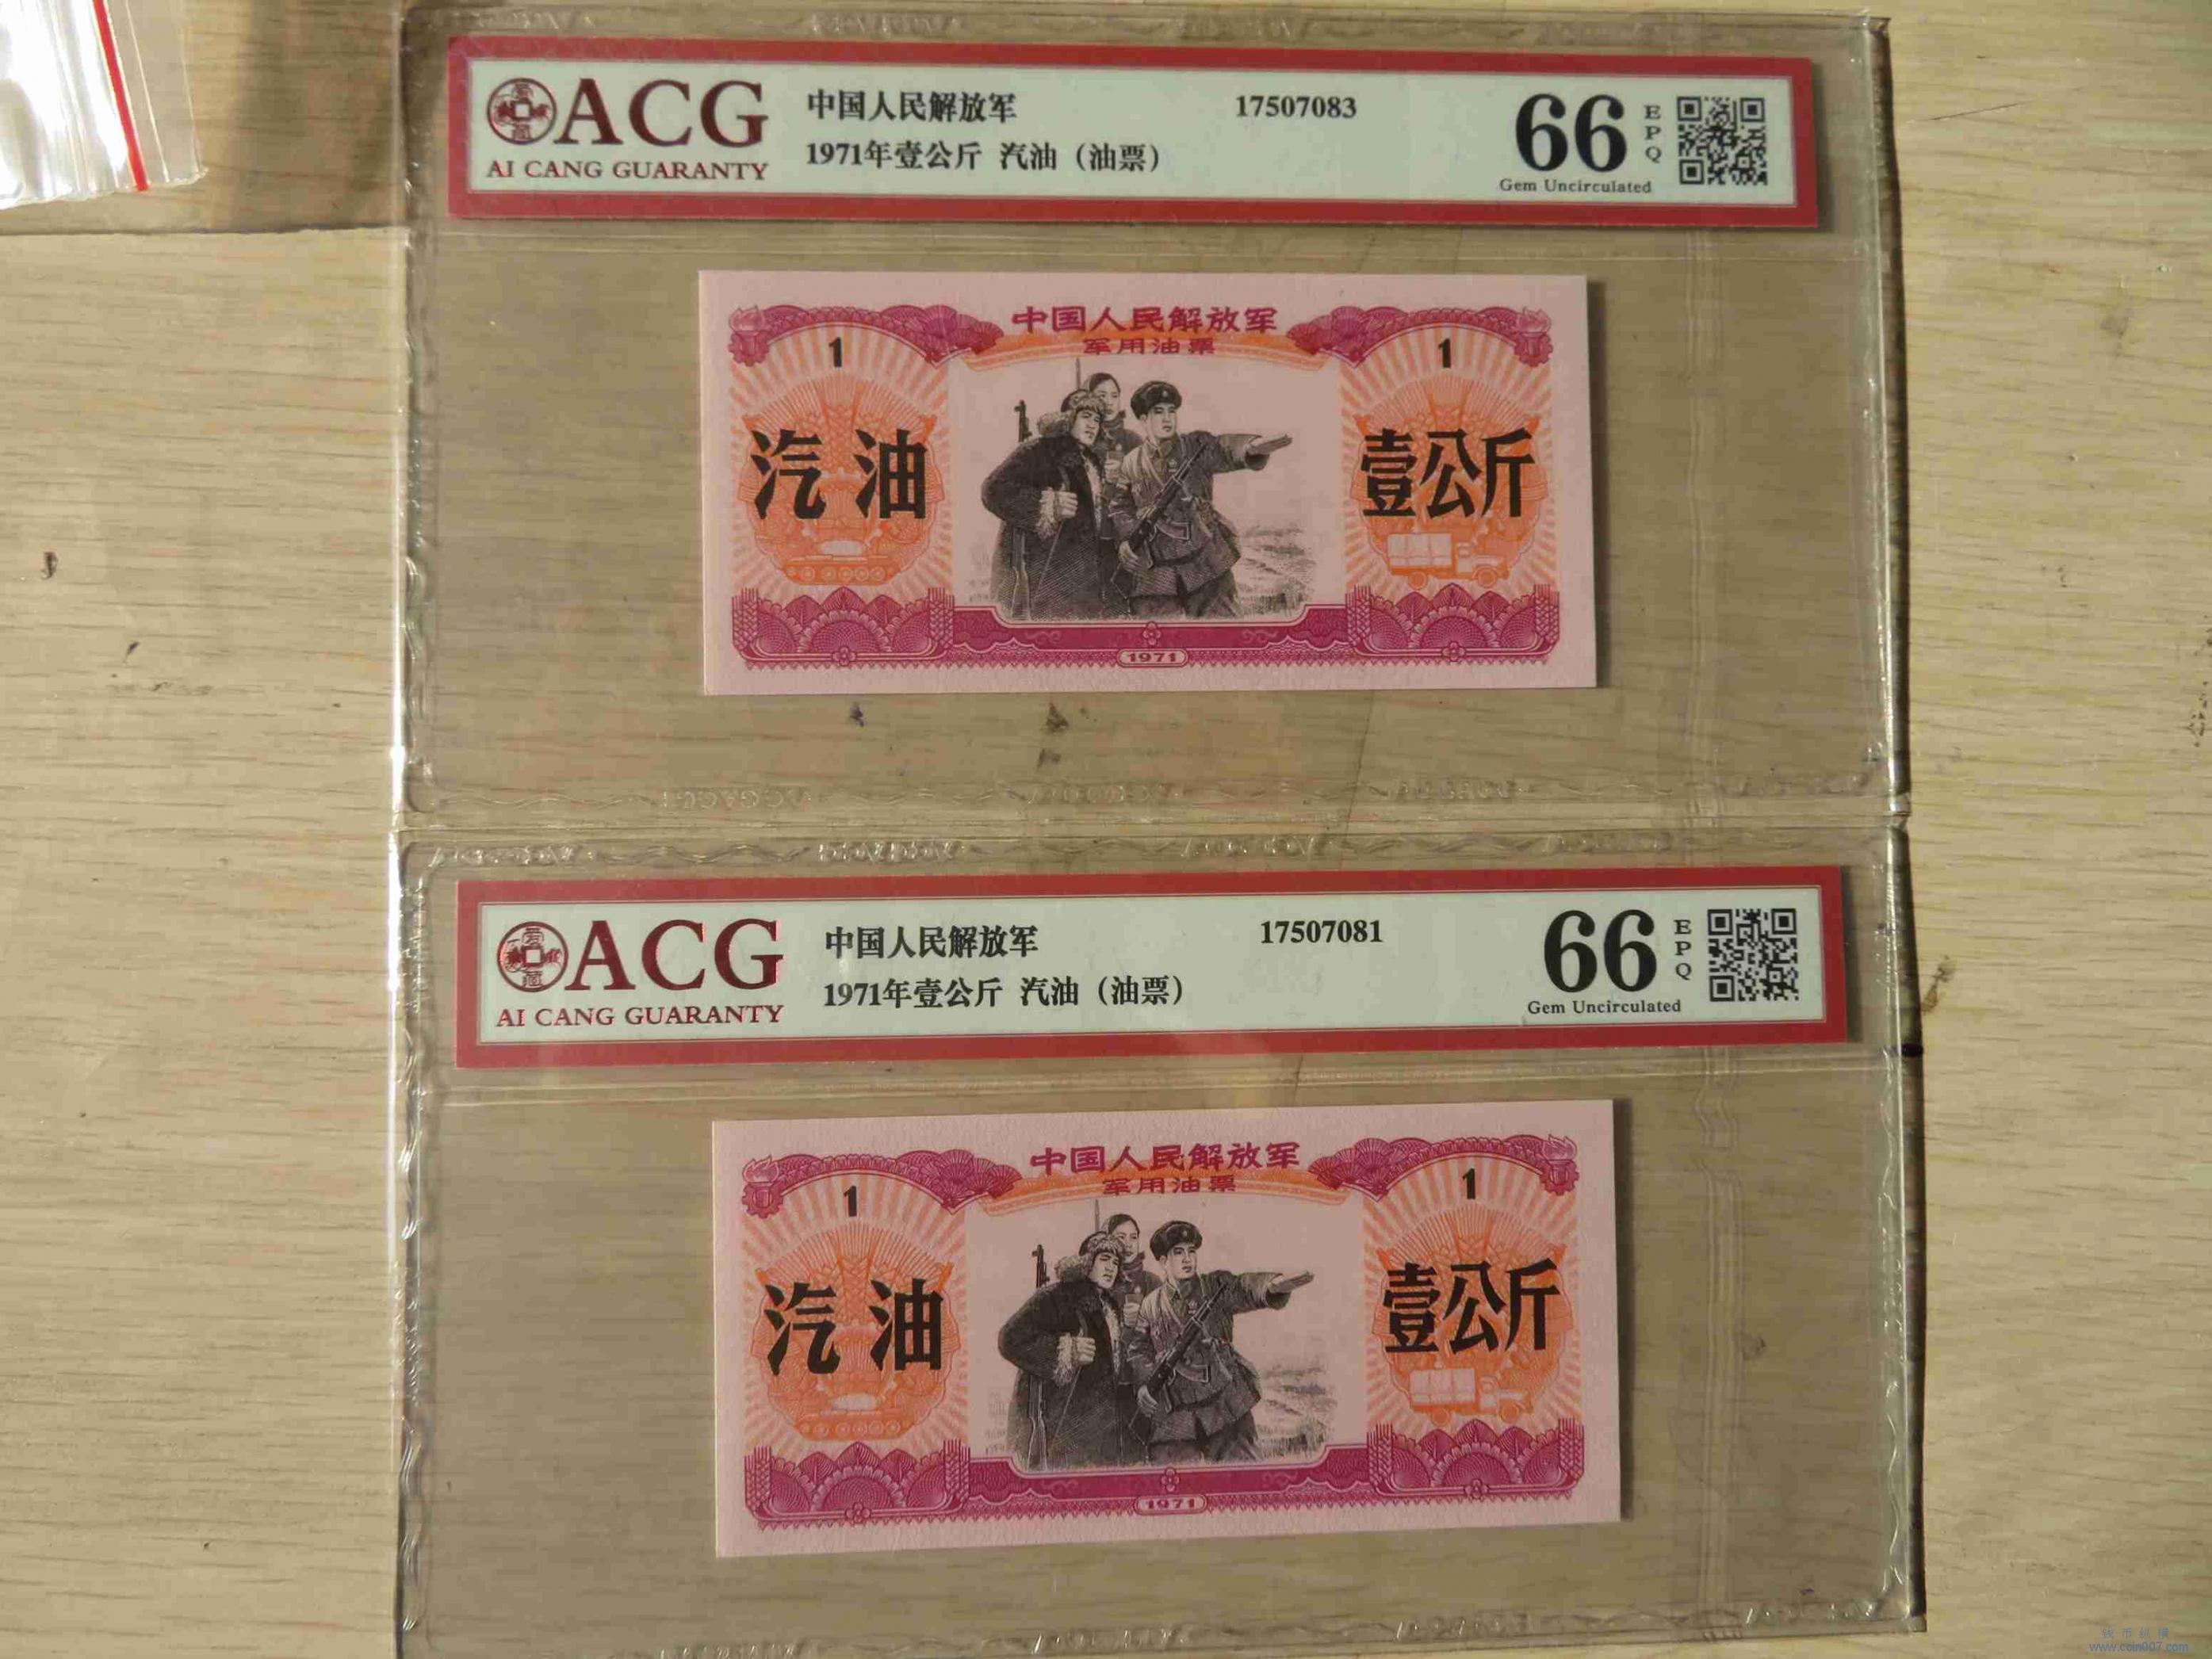 ACG
AI CANG GUARANTY
中国人民解放军
1971年壹公斤 汽油（油票）
17507083
66
EPQ
Gem Uncirculated
中国人民解放军
军用油票
1
1
汽油
壹公斤
1971
ACG
AI CANG GUARANTY
中国人民解放军
1971年壹公斤 汽油（油票）
17507081
66
EPQ
Gem Uncirculated
中国人民解放军
军用油票
1
1
汽油
壹公斤
1971
www.coin007.com